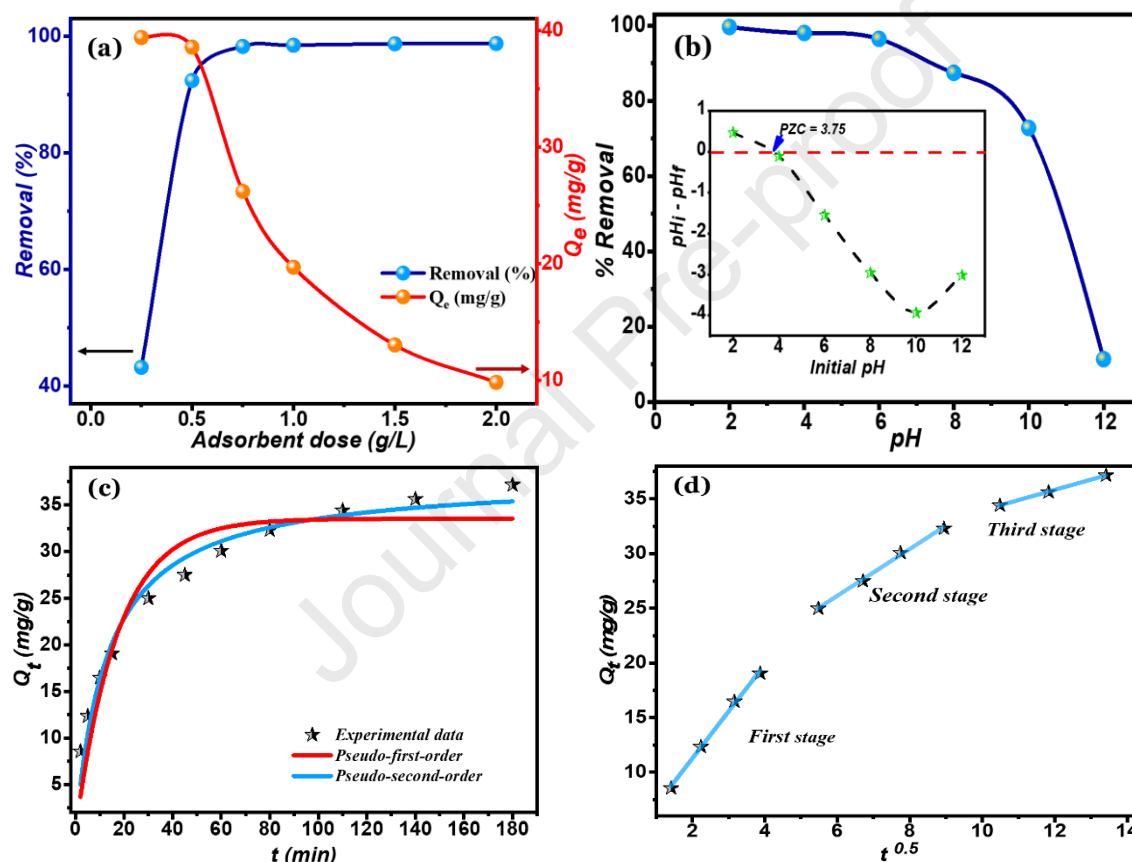 (a)
100
80
60
40
Removal (%)
40
30
20
10
Qe (mg/g)
Removal (%)
Qe (mg/g)
0.0 0.5 1.0 1.5 2.0
Adsorbent dose (g/L)
(b)
100
80
60
40
20
0
% Removal
1
0
-1
-2
-3
-4
pHi - pHf
PZC = 3.75
2 4 6 8 10 12
Initial pH
0 2 4 6 8 10 12
pH
(c)
35
30
25
20
15
10
5
Qt (mg/g)
Experimental data
Pseudo-first-order
Pseudo-second-order
0 20 40 60 80 100 120 140 160 180
t (min)
(d)
35
30
25
20
15
10
Qt (mg/g)
Third stage
Second stage
First stage
2 4 6 8 10 12 14
t 0.5
Journal Pre-proof